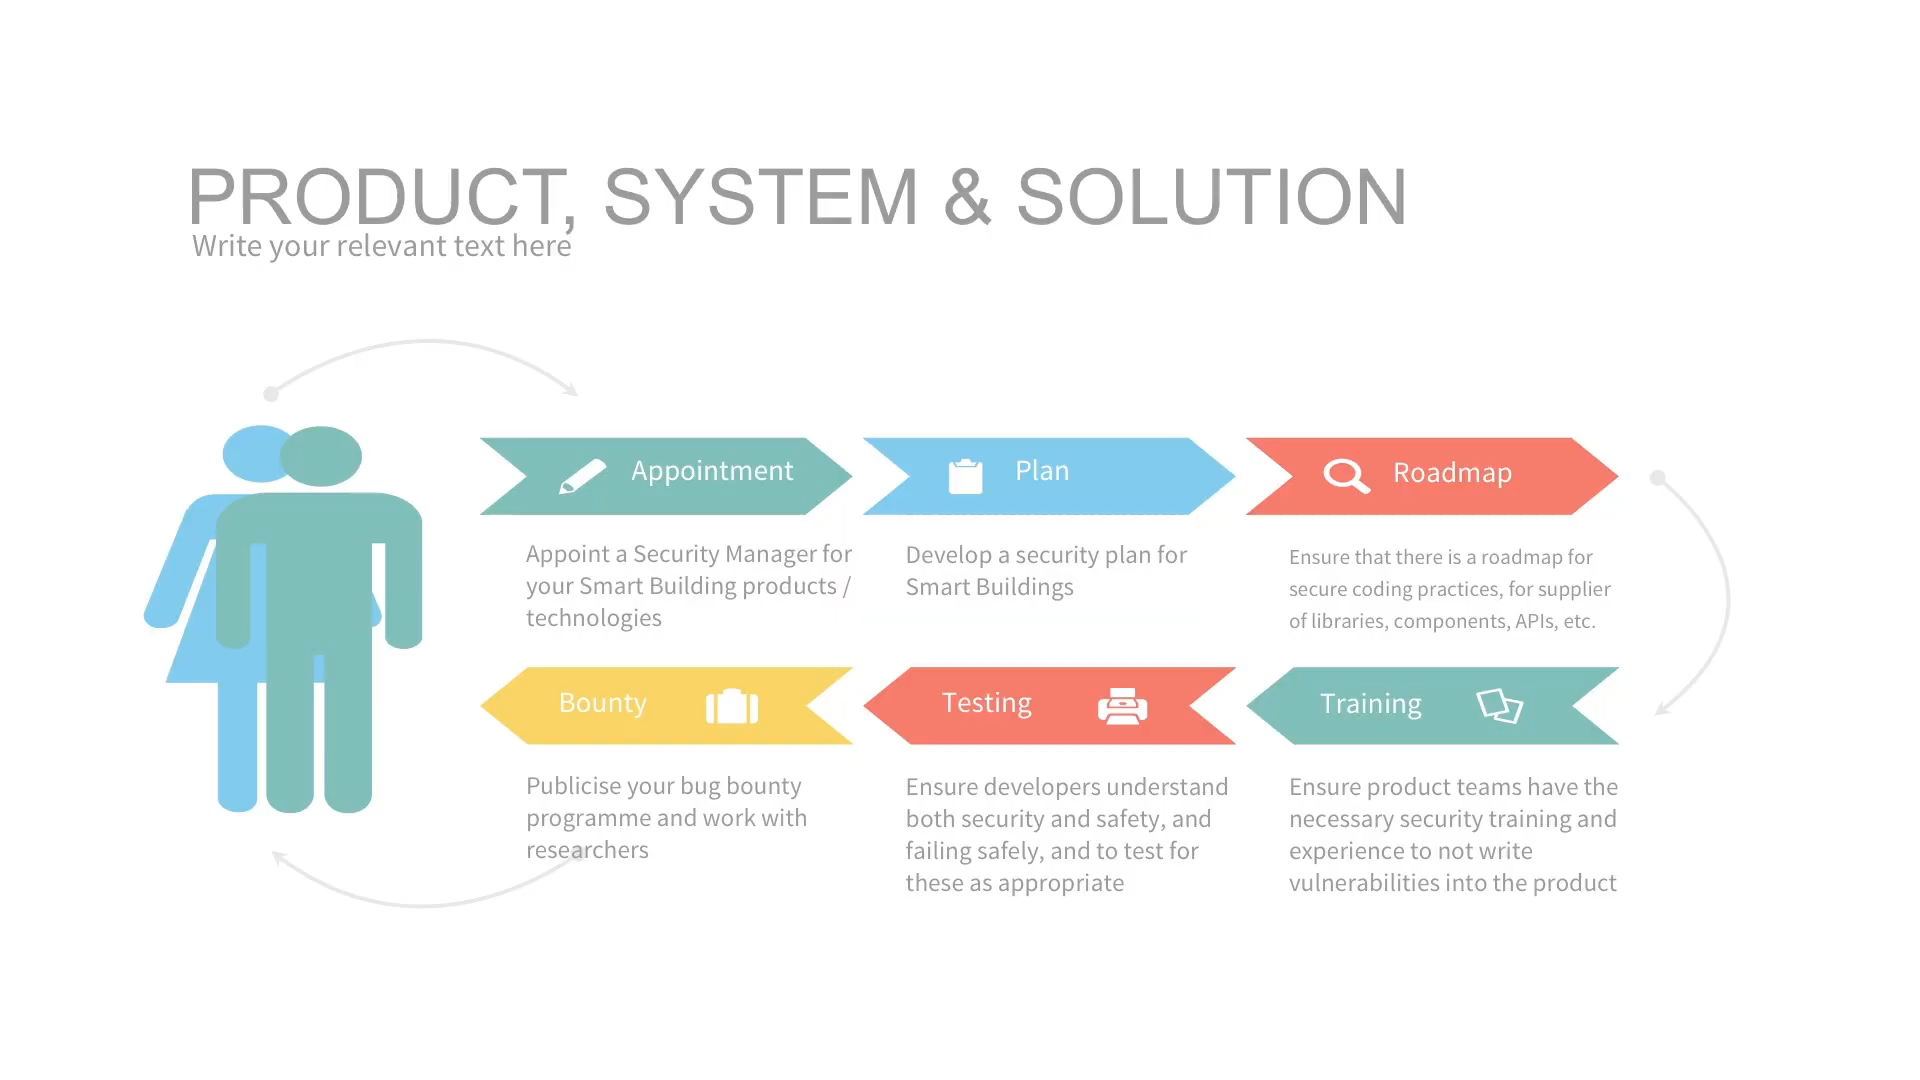 PRODUCT, SYSTEM & SOLUTION
Write your relevant text here
Appointment
Appoint a Security Manager for
your Smart Building products /
technologies
Plan
Develop a security plan for
Smart Buildings
Roadmap
Ensure that there is a roadmap for
secure coding practices, for supplier
of libraries, components, APIs, etc.
Training
Ensure product teams have the
necessary security training and
experience to not write
vulnerabilities into the product
Testing
Ensure developers understand
both security and safety, and
failing safely, and to test for
these as appropriate
Bounty
Publicise your bug bounty
programme and work with
researchers